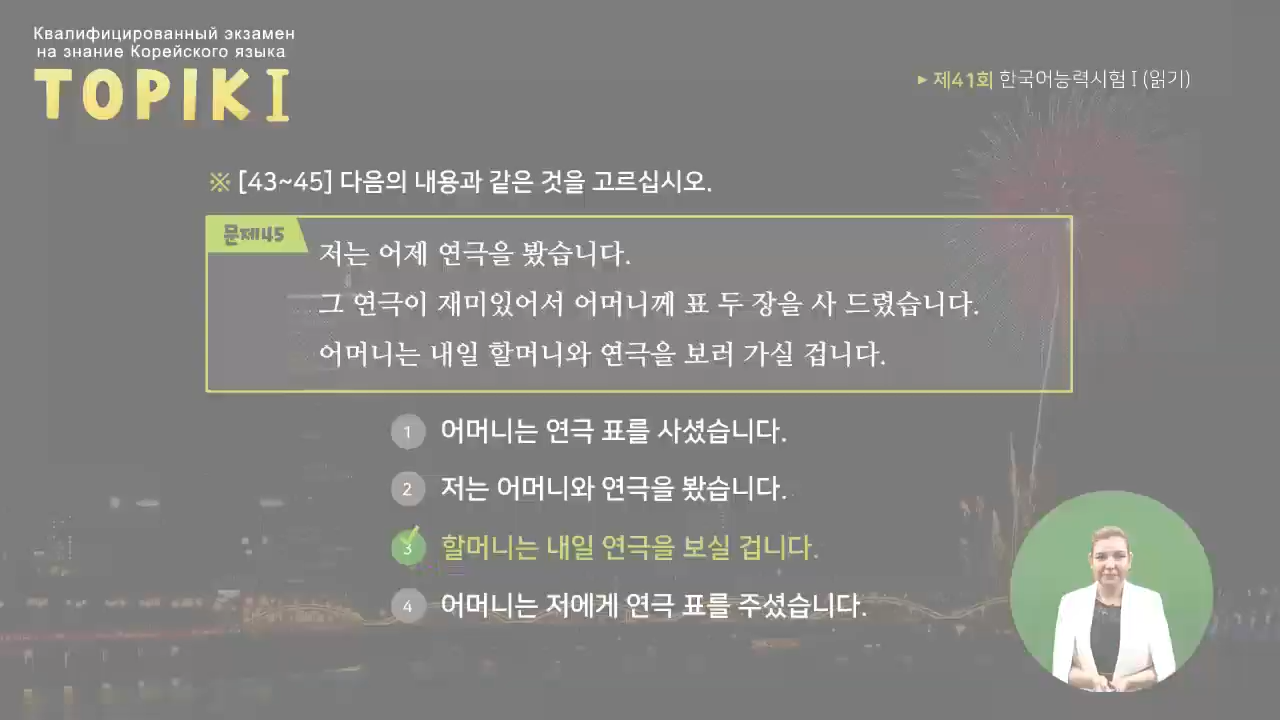 Квалифицированный экзамен
на знание Корейского языка
TOPIK I
▸ 제41회 한국어능력시험 I (읽기)
※ [43~45] 다음의 내용과 같은 것을 고르십시오.
문제45
저는 어제 연극을 봤습니다.
그 연극이 재미있어서 어머니께 표 두 장을 사 드렸습니다.
어머니는 내일 할머니와 연극을 보러 가실 겁니다.
1 어머니는 연극 표를 사셨습니다.
2 저는 어머니와 연극을 봤습니다.
3 할머니는 내일 연극을 보실 겁니다.
4 어머니는 저에게 연극 표를 주셨습니다.